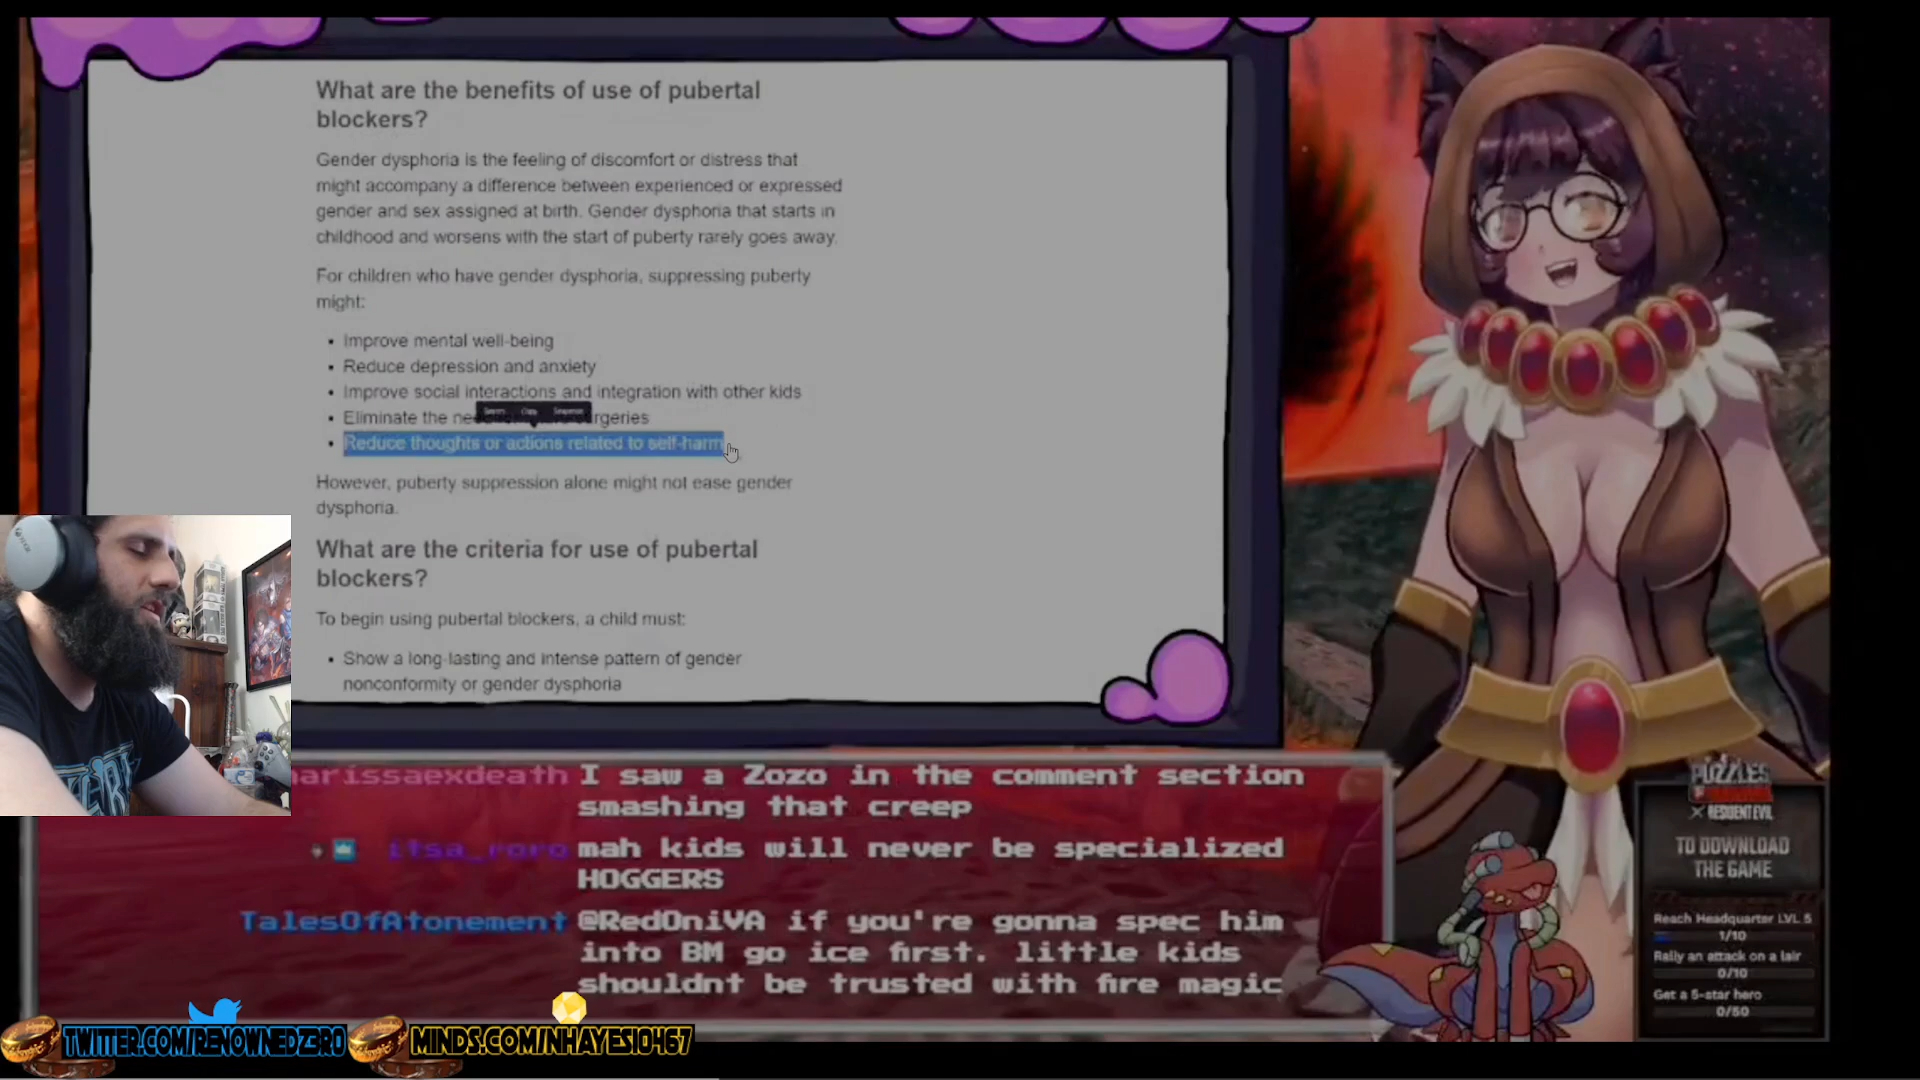 What are the benefits of use of pubertal
blockers?
Gender dysphoria is the feeling of discomfort or distress that
might accompany a difference between experienced or expressed
gender and sex assigned at birth. Gender dysphoria that starts in
childhood and worsens with the start of puberty rarely goes away.
For children who have gender dysphoria, suppressing puberty
might:
• Improve mental well-being
• Reduce depression and anxiety
• Improve social interactions and integration with other kids
• Eliminate the
Copy
• Reduce thoughts or actions related to self-harm
However, puberty suppression alone might not ease gender
dysphoria.
What are the criteria for use of pubertal
blockers?
To begin using pubertal blockers, a child must:
• Show a long-lasting and intense pattern of gender
nonconformity or gender dysphoria
arissaexdeath I saw a Zozo in the comment section
smashing that creep
itsa_roro mah kids will never be specialized
HOGGERS
TalesOfAtonement @RedOniVA if you're gonna spec him
into BM go ice first. little kids
shouldnt be trusted with fire magic
PUZZLES
X RESIDENT EVIL
TO DOWNLOAD
THE GAME
Reach Headquarter LVL 5
1/10
Rally an attack on a lair
0/10
Get a 5-star hero
0/50
TWITTER.COM/RENOWNEDZ3R0
MINDS.COM/NHAYES10467